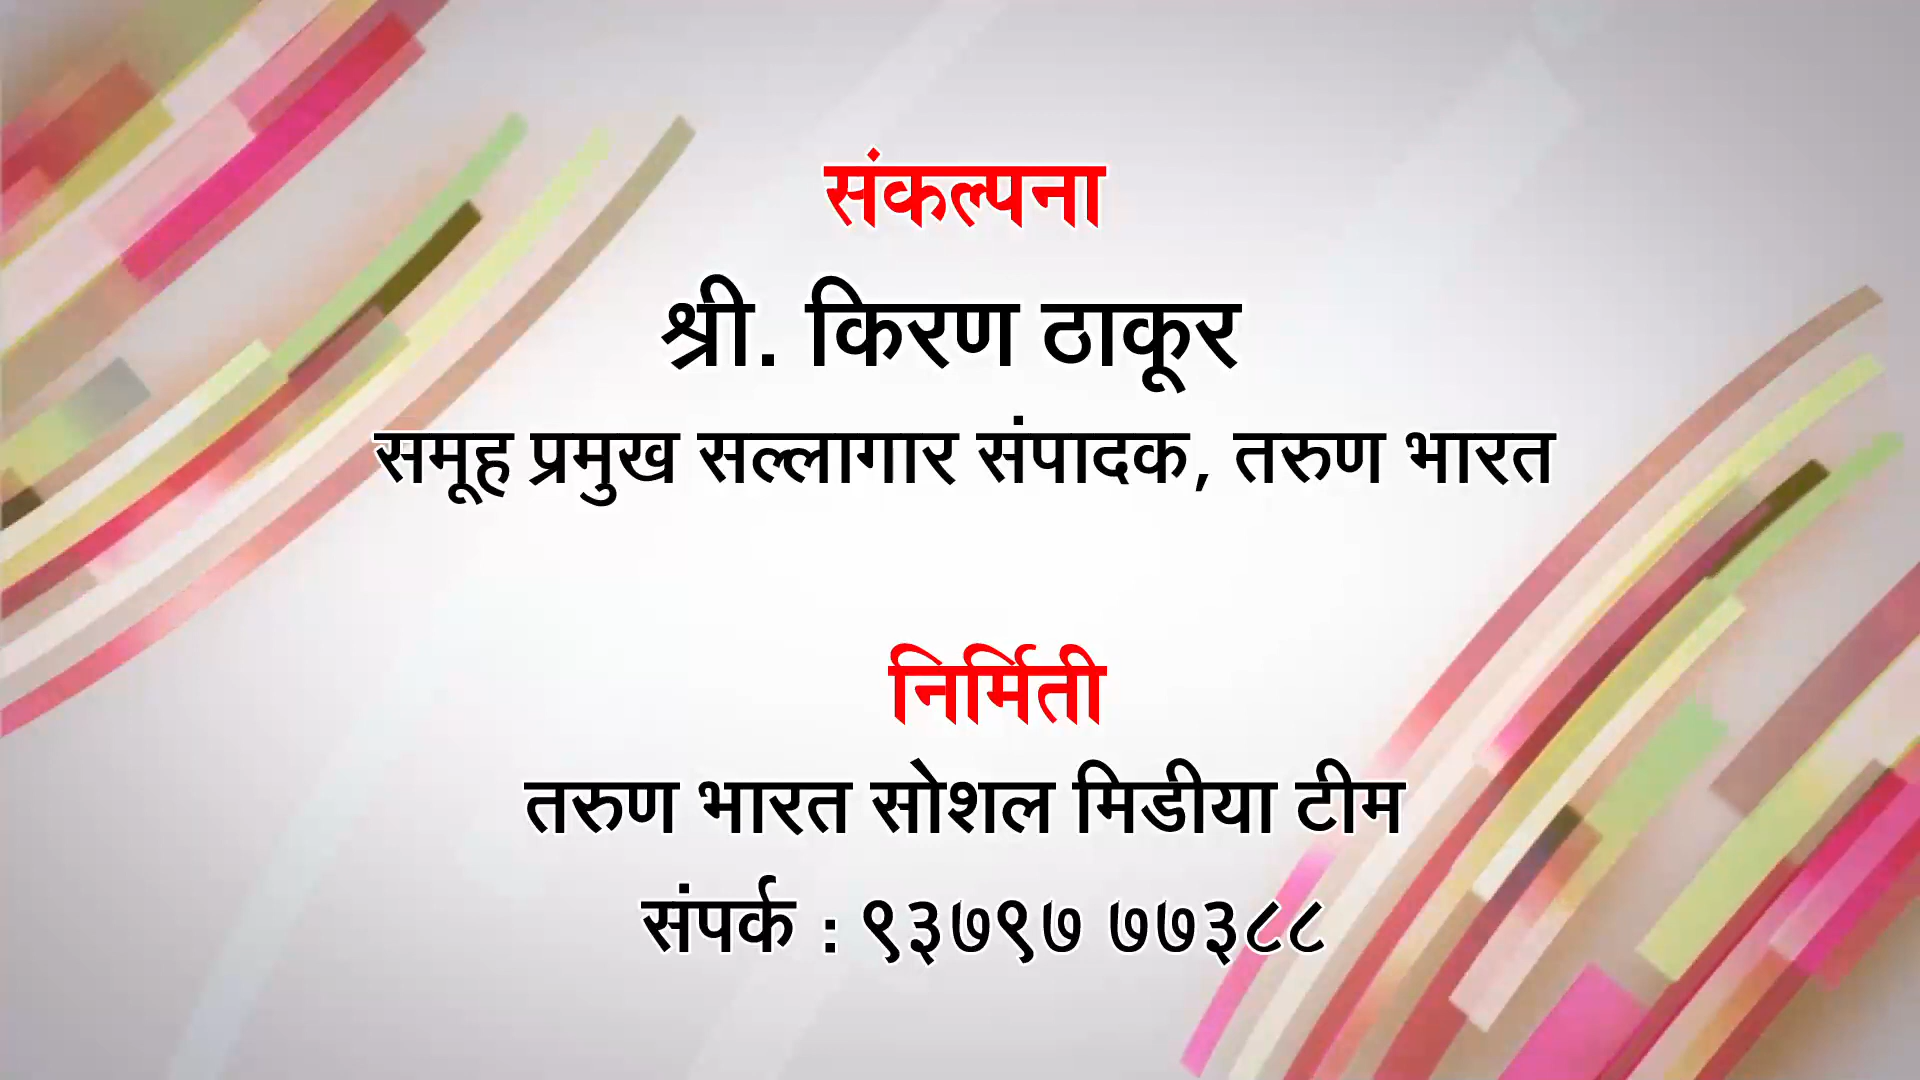 संकल्पना
श्री. किरण ठाकूर
समूह प्रमुख सल्लागार संपादक, तरुण भारत
निर्मिती
तरुण भारत सोशल मिडीया टीम
संपर्क : ९३७९७ ७७३८८